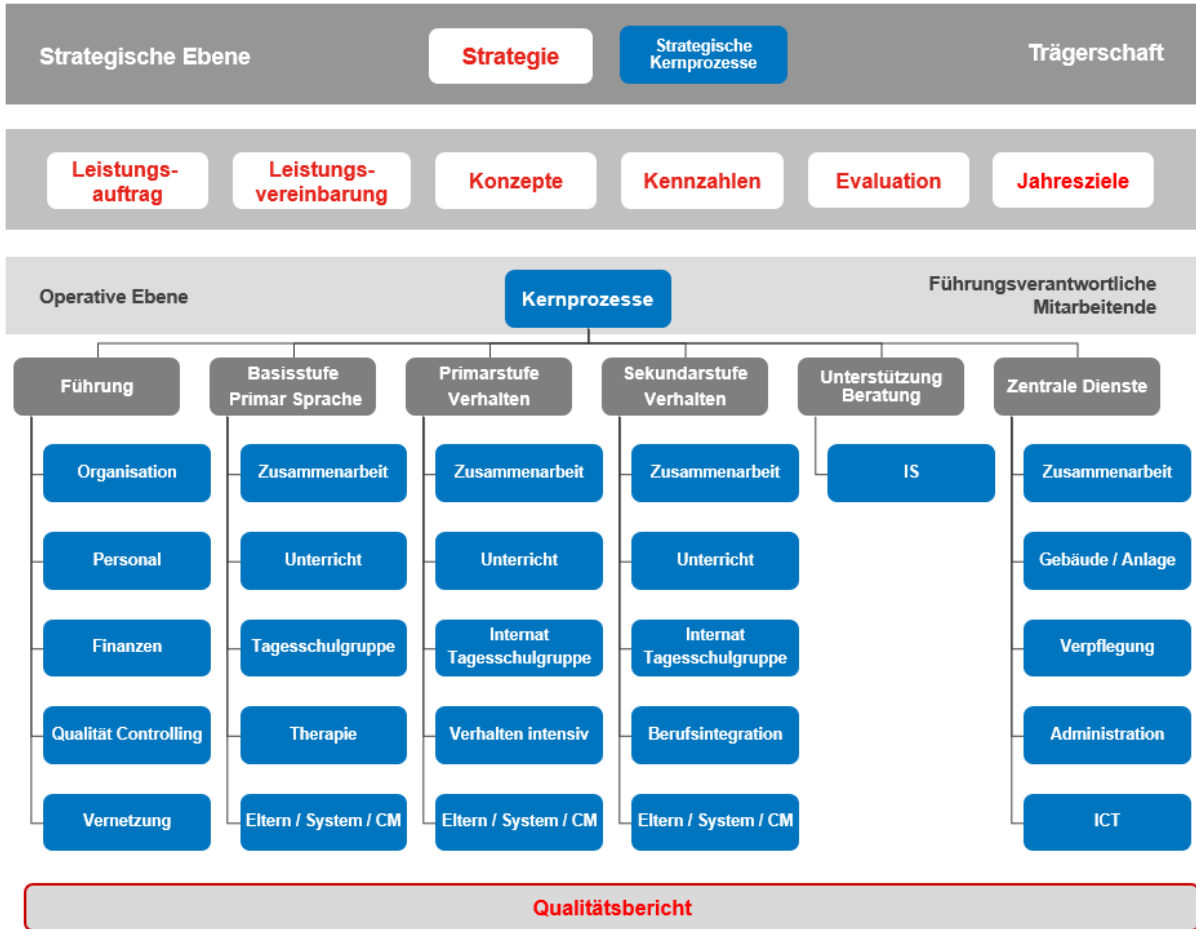 Strategische Ebene
Strategie
Strategische
Kernprozesse
Trägerschaft
Leistungs-
auftrag
Leistungs-
vereinbarung
Konzepte
Kennzahlen
Evaluation
Jahresziele
Operative Ebene
Kernprozesse
Führungsverantwortliche
Mitarbeitende
Führung
Organisation
Personal
Finanzen
Qualität Controlling
Vernetzung
Basisstufe
Primar Sprache
Zusammenarbeit
Unterricht
Tagesschulgruppe
Therapie
Eltern / System / CM
Primarstufe
Verhalten
Zusammenarbeit
Unterricht
Internat
Tagesschulgruppe
Verhalten intensiv
Eltern / System / CM
Sekundarstufe
Verhalten
Zusammenarbeit
Unterricht
Internat
Tagesschulgruppe
Berufsintegration
Eltern / System / CM
Unterstützung
Beratung
IS
Zentrale Dienste
Zusammenarbeit
Gebäude / Anlage
Verpflegung
Administration
ICT
Qualitätsbericht